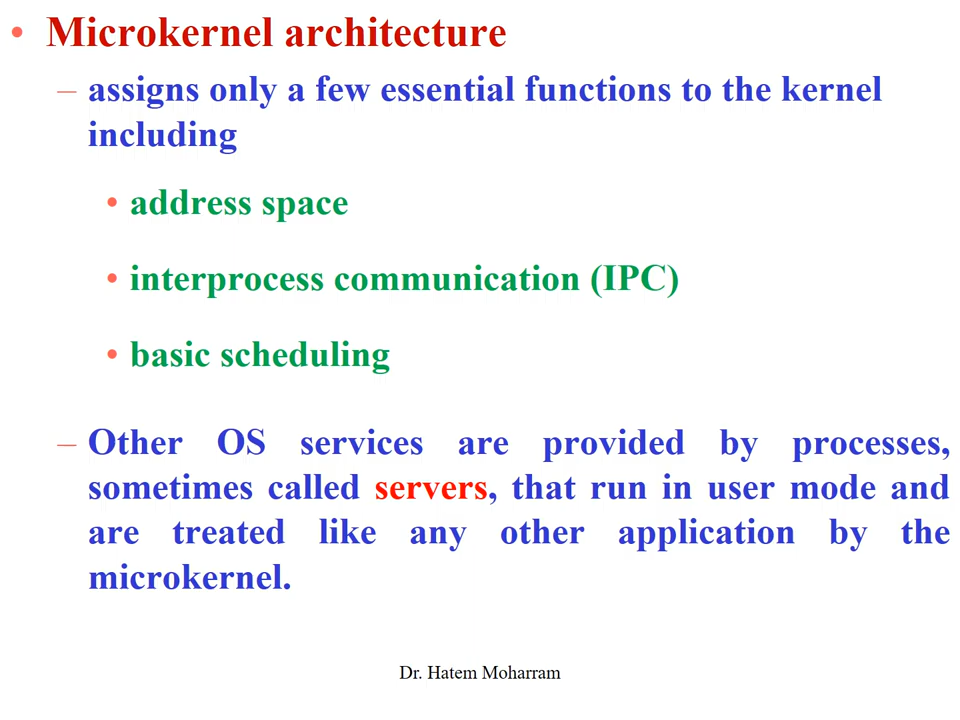 • Microkernel architecture
– assigns only a few essential functions to the kernel
including
• address space
• interprocess communication (IPC)
• basic scheduling
– Other OS services are provided by processes,
sometimes called servers, that run in user mode and
are treated like any other application by the
microkernel.
Dr. Hatem Moharram